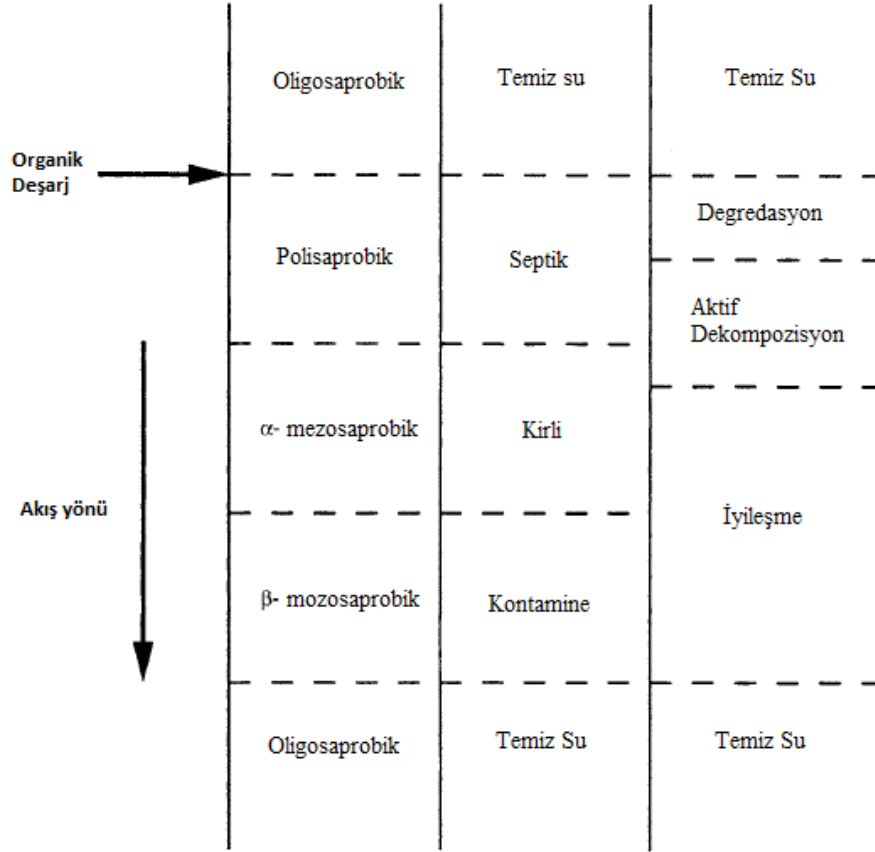 Oligosaprobik
Temiz su
Temiz Su
Organik
Deşarj
Degredasyon
Polisaprobik
Septik
Aktif
Dekompozisyon
α- mezosaprobik
Kirli
Akış yönü
İyileşme
β- mozosaprobik
Kontamine
Oligosaprobik
Temiz Su
Temiz Su